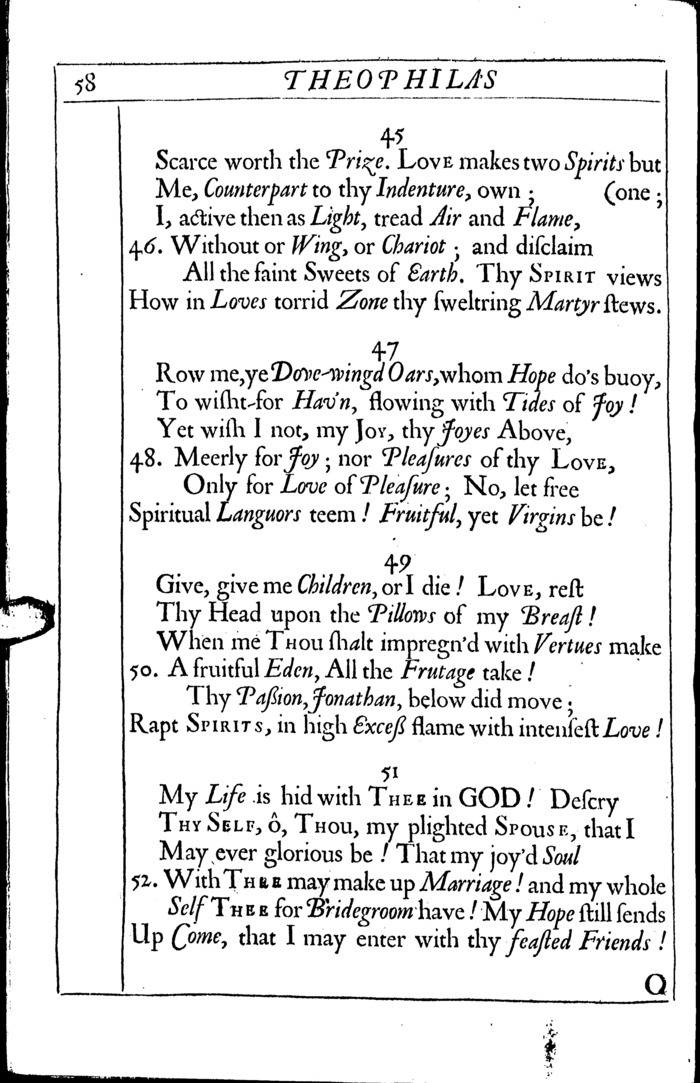 58 THEOPHILAS
45
Scarce worth the Prize. LOVE makes two Spirits but
Me, Counterpart to thy Indenture, own ; (one ;
I, active then as Light, tread Air and Flame,
46. Without or Wing, or Chariot ; and diſclaim
All the faint Sweets of Earth. Thy SPIRIT views
How in Loves torrid Zone thy ſweltring Martyr ſtews.
47
Row me, ye Dove-wingd Oars, whom Hope do's buoy,
To wiſht-for Hav'n, flowing with Tides of Joy !
Yet wiſh I not, my JOY, thy Joyes Above,
48. Meerly for Joy ; nor Pleaſures of thy LOVE,
Only for Love of Pleaſure ; No, let free
Spiritual Languors teem ! Fruitful, yet Virgins be !
49
Give, give me Children, or I die ! LOVE, reſt
Thy Head upon the Pillows of my Breaſt !
When me THOU ſhalt impregn'd with Vertues make
50. A fruitful Eden, All the Frutage take !
Thy Paßion, Jonathan, below did move ;
Rapt SPIRITS, in high Exceß flame with intenſeſt Love !
51
My Life is hid with THEE in GOD ! Deſcry
THY SELF, ô, THOU, my plighted SPOUSE, that I
May ever glorious be ! That my joy'd Soul
52. With THEE may make up Marriage ! and my whole
Self THEE for Bridegroom have ! My Hope ſtill ſends
Up Come, that I may enter with thy feaſted Friends !
Q